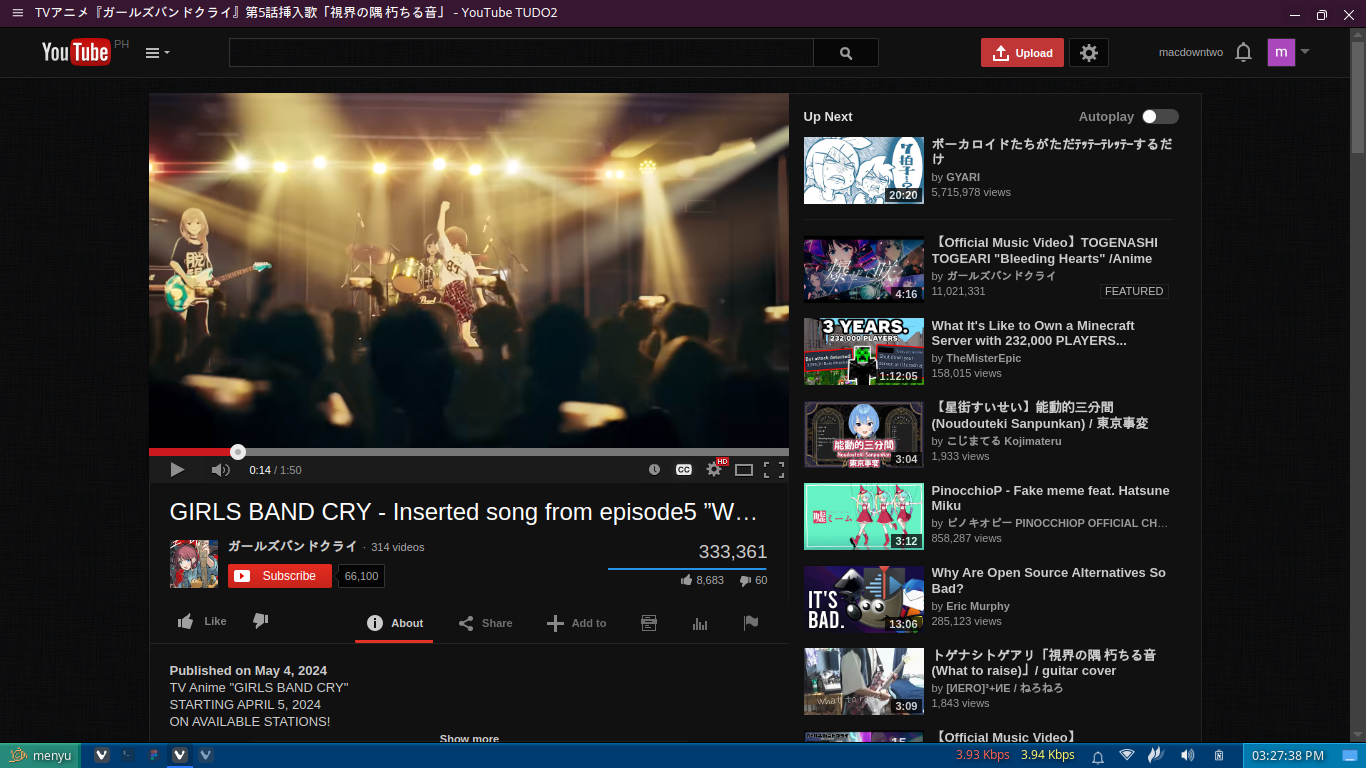 TVアニメ『ガールズバンドクライ』第5話挿入歌「視界の隅 朽ちる音」 - YouTube TUDO2
YouTube PH
Upload
macdowntwo
m
脱
Up Next
Autoplay
7拍子
20:20
ボーカロイドたちがただﾃｯﾃｰﾃﾚｯﾃｰするだ
け
by GYARI
5,715,978 views
4:16
【Official Music Video】TOGENASHI
TOGEARI "Bleeding Hearts" /Anime
by ガールズバンドクライ
11,021,331
FEATURED
3 YEARS.
232,000 PLAYERS.
1:12:05
What It's Like to Own a Minecraft
Server with 232,000 PLAYERS...
by TheMisterEpic
158,015 views
能動的三分間
Noudouteki Sanpunkan
東京事変
3:04
【星街すいせい】能動的三分間
(Noudouteki Sanpunkan) / 東京事変
by こじまてる Kojimateru
1,933 views
嘘ミーム
3:12
PinocchioP - Fake meme feat. Hatsune
Miku
by ピノキオピー PINOCCHIOP OFFICIAL CH…
858,287 views
IT'S
BAD.
13:06
Why Are Open Source Alternatives So
Bad?
by Eric Murphy
285,123 views
What to raise
3:09
トゲナシトゲアリ「視界の隅 朽ちる音
(What to raise)」/ guitar cover
by [ИERO]³+ИE / ねろねろ
1,843 views
【Official Music Video】
0:14 / 1:50
CC
HD
GIRLS BAND CRY - Inserted song from episode5 ”W…
ガールズバンドクライ · 314 videos
Subscribe
66,100
333,361
8,683
60
Like
About
Share
Add to
Published on May 4, 2024
TV Anime "GIRLS BAND CRY"
STARTING APRIL 5, 2024
ON AVAILABLE STATIONS!
Show more
menyu
3.93 Kbps
3.94 Kbps
03:27:38 PM